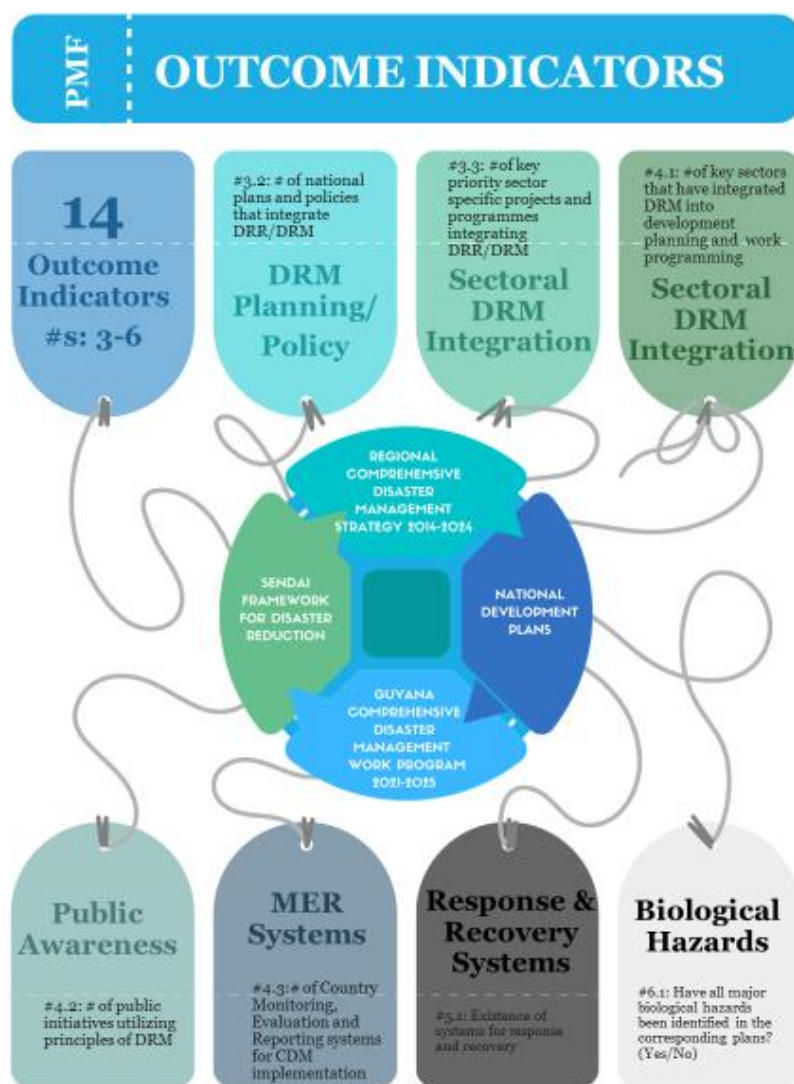 PMF
OUTCOME INDICATORS
14
Outcome
Indicators
#s: 3-6
#3.2: # of national
plans and policies
that integrate
DRR/DRM
DRM
Planning/
Policy
#3.3: #of key
priority sector
specific projects and
programmes
integrating
DRR/DRM
Sectoral
DRM
Integration
#4.1: #of key sectors
that have integrated
DRM into
development
planning and work
programming
Sectoral
DRM
Integration
REGIONAL
COMPREHEMSIVE
DISASTER
MANAGEMENT
STRATEGY 2014-2024
SENDAI
FRAMEWORK
FOR DISASTER
REDUCTION
NATIONAL
DEVELOPMENT
PLANS
GUYANA
COMPREHENSIVE
DISASTER
MANAGEMENT
WORK PROGRAM
2021-2025
Public
Awareness
#4.2: # of public
initiatives utilizing
principles of DRM
MER
Systems
#4.3:# of Country
Monitoring,
Evaluation and
Reporting systems
for CDM
implementation
Response &
Recovery
Systems
#5.1: Existence of
systems for response
and recovery
Biological
Hazards
#6.1: Have all major
biological hazards
been identified in the
corresponding plans?
(Yes/No)